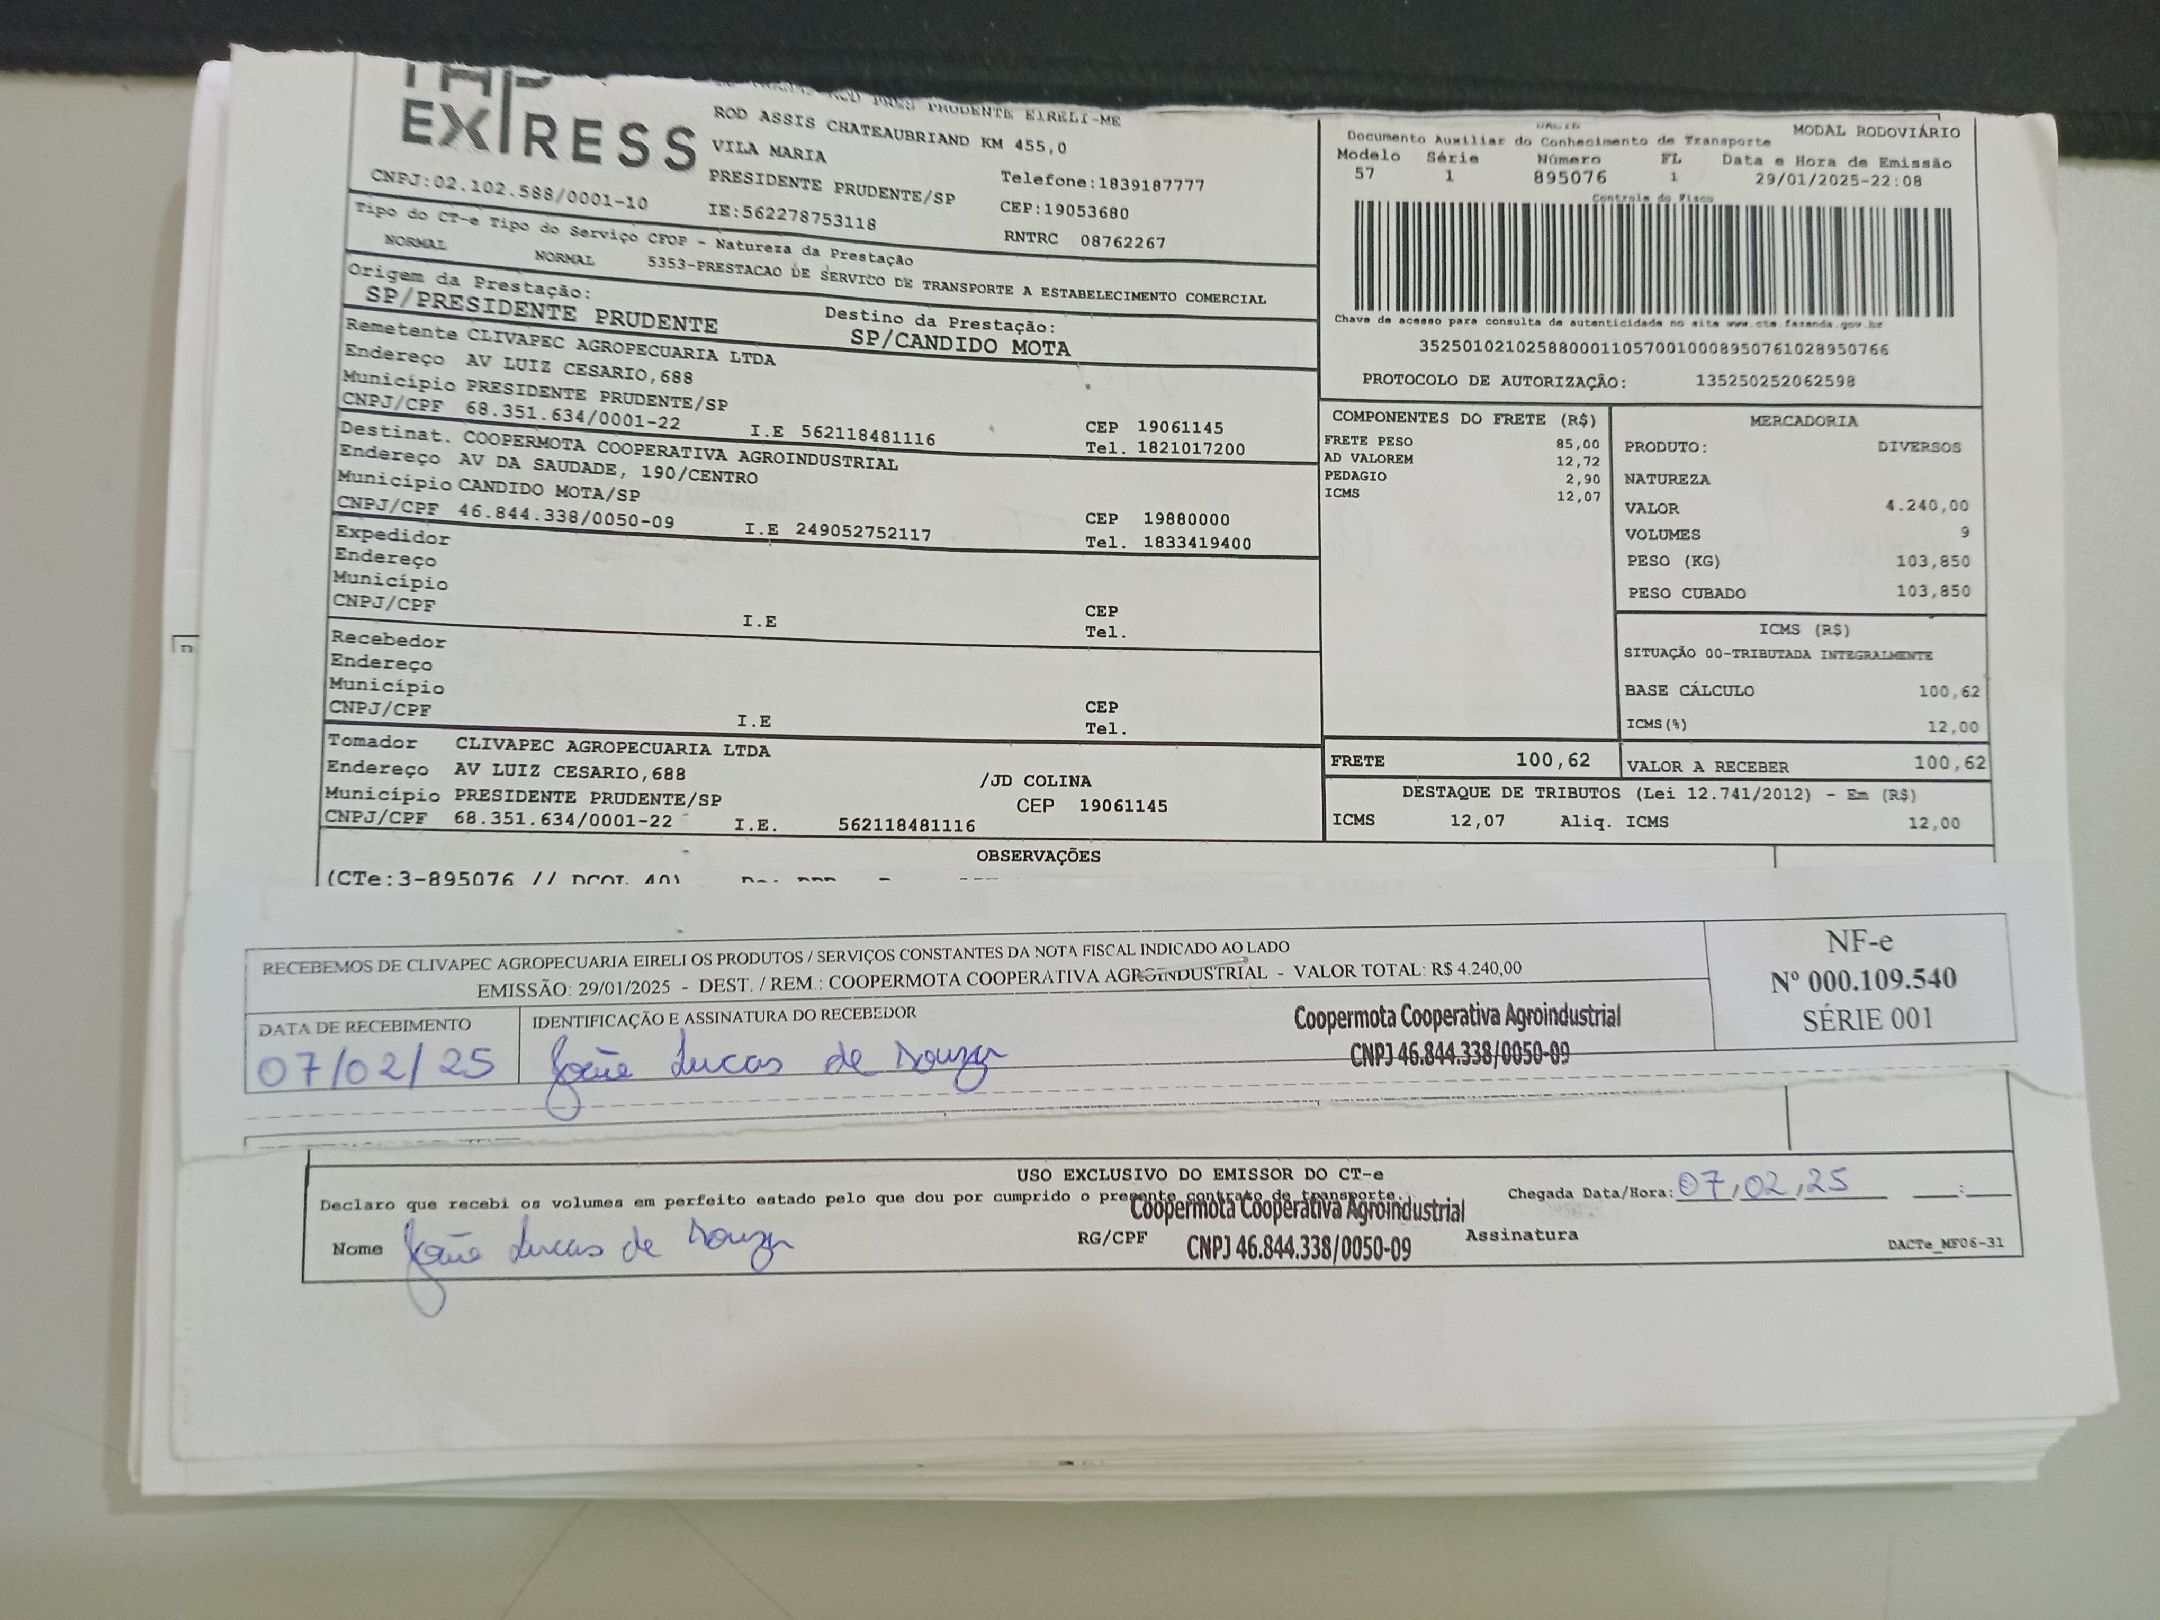 EXPRESS
PRUDENTE EIRELI-ME
ROD ASSIS CHATEAUBRIAND KM 455,0
VILA MARIA
PRESIDENTE PRUDENTE/SP Telefone:1839187777
CNPJ:02.102.588/0001-10 IE:562278753118 CEP:19053680
RNTRC 08762267
Tipo do CT-e Tipo do Serviço CFOP - Natureza da Prestação
NORMAL NORMAL 5353-PRESTACAO DE SERVICO DE TRANSPORTE A ESTABELECIMENTO COMERCIAL
Origem da Prestação: Destino da Prestação:
SP/PRESIDENTE PRUDENTE SP/CANDIDO MOTA
Remetente CLIVAPEC AGROPECUARIA LTDA
Endereço AV LUIZ CESARIO,688
Município PRESIDENTE PRUDENTE/SP CEP 19061145
CNPJ/CPF 68.351.634/0001-22 I.E 562118481116 Tel. 1821017200
Destinat. COOPERMOTA COOPERATIVA AGROINDUSTRIAL
Endereço AV DA SAUDADE, 190/CENTRO
Município CANDIDO MOTA/SP CEP 19880000
CNPJ/CPF 46.844.338/0050-09 I.E 249052752117 Tel. 1833419400
Expedidor
Endereço
Município CEP
CNPJ/CPF I.E Tel.
Recebedor
Endereço
Município CEP
CNPJ/CPF I.E Tel.
Tomador CLIVAPEC AGROPECUARIA LTDA
Endereço AV LUIZ CESARIO,688 /JD COLINA
Município PRESIDENTE PRUDENTE/SP CEP 19061145
CNPJ/CPF 68.351.634/0001-22 I.E. 562118481116
MODAL RODOVIÁRIO
Documento Auxiliar do Conhecimento de Transporte
Modelo Série Número FL Data e Hora de Emissão
57 1 895076 1 29/01/2025-22:08
Controle do Fisco
Chave de acesso para consulta de autenticidade no site www.cte.fazenda.gov.br
35250102102588000110570010008950761028950766
PROTOCOLO DE AUTORIZAÇÃO: 135250252062598
COMPONENTES DO FRETE (R$)
FRETE PESO 85,00
AD VALOREM 12,72
PEDAGIO 2,90
ICMS 12,07
MERCADORIA
PRODUTO: DIVERSOS
NATUREZA
VALOR 4.240,00
VOLUMES 9
PESO (KG) 103,850
PESO CUBADO 103,850
ICMS (R$)
SITUAÇÃO 00-TRIBUTADA INTEGRALMENTE
BASE CÁLCULO 100,62
ICMS(%) 12,00
FRETE 100,62 VALOR A RECEBER 100,62
DESTAQUE DE TRIBUTOS (Lei 12.741/2012) - Em (R$)
ICMS 12,07 Aliq. ICMS 12,00
OBSERVAÇÕES
(CTe:3-895076 //
RECEBEMOS DE CLIVAPEC AGROPECUARIA EIRELI OS PRODUTOS / SERVIÇOS CONSTANTES DA NOTA FISCAL INDICADO AO LADO
EMISSÃO: 29/01/2025 - DEST. / REM.: COOPERMOTA COOPERATIVA AGROINDUSTRIAL - VALOR TOTAL: R$ 4.240,00
DATA DE RECEBIMENTO IDENTIFICAÇÃO E ASSINATURA DO RECEBEDOR
07/02/25 João Lucas de Souza
Coopermota Cooperativa Agroindustrial
CNPJ 46.844.338/0050-09
NF-e
Nº 000.109.540
SÉRIE 001
USO EXCLUSIVO DO EMISSOR DO CT-e
Declaro que recebi os volumes em perfeito estado pelo que dou por cumprido o presente contrato de transporte. Chegada Data/Hora: 07,02,25 :
Coopermota Cooperativa Agroindustrial
Nome João Lucas de Souza RG/CPF CNPJ 46.844.338/0050-09 Assinatura
DACTe_MF06-31